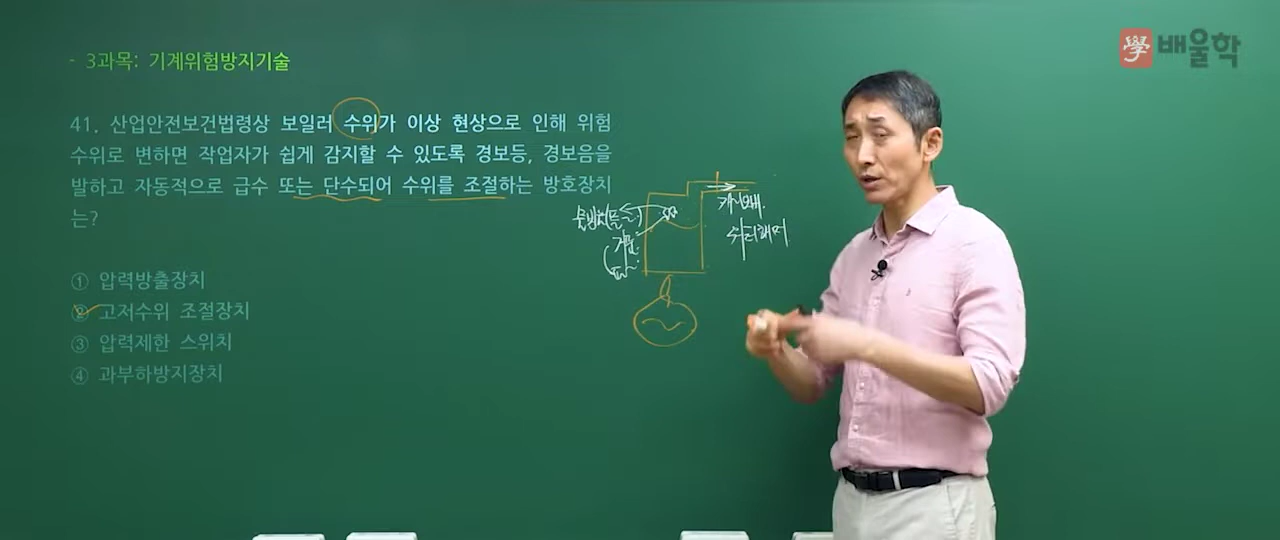 - 3과목: 기계위험방지기술
學 배울학
41. 산업안전보건법령상 보일러 수위가 이상 현상으로 인해 위험
수위로 변하면 작업자가 쉽게 감지할 수 있도록 경보등, 경보음을
발하고 자동적으로 급수 또는 단수되어 수위를 조절하는 방호장치
는?
① 압력방출장치
② 고저수위 조절장치
③ 압력제한 스위치
④ 과부하방지장치